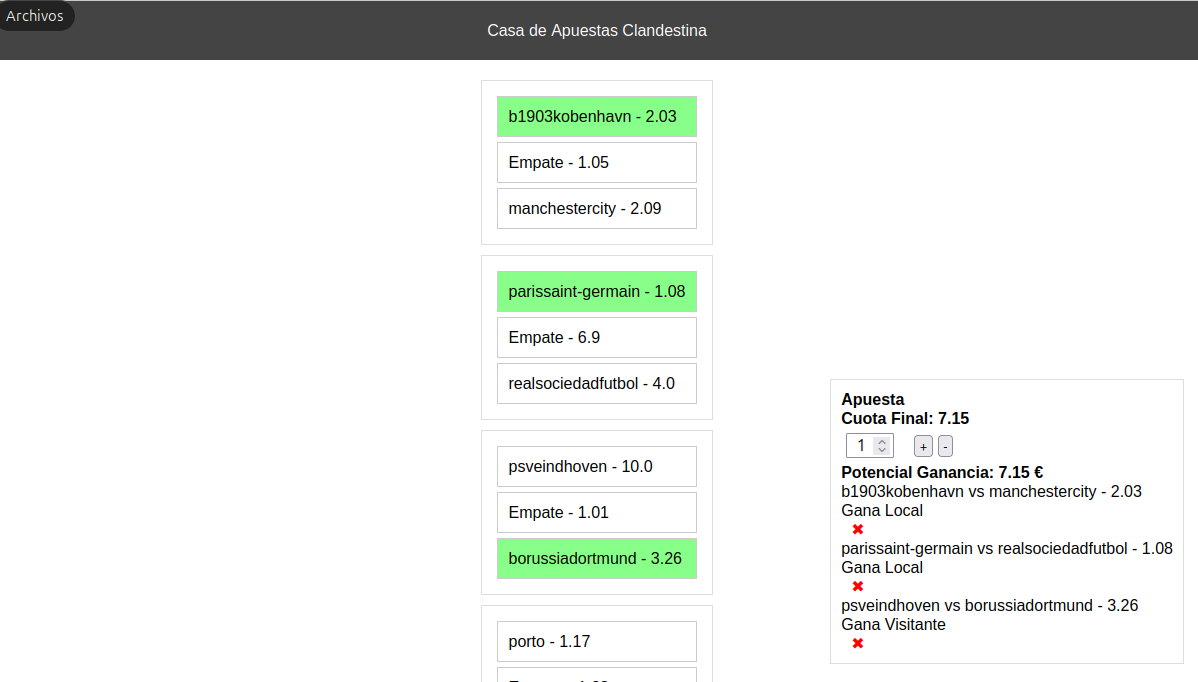 Archivos
Casa de Apuestas Clandestina
b1903kobenhavn - 2.03
Empate - 1.05
manchestercity - 2.09
parissaint-germain - 1.08
Empate - 6.9
realsociedadfutbol - 4.0
psveindhoven - 10.0
Empate - 1.01
borussiadortmund - 3.26
porto - 1.17
Apuesta
Cuota Final: 7.15
1 + -
Potencial Ganancia: 7.15 €
b1903kobenhavn vs manchestercity - 2.03
Gana Local
✖
parissaint-germain vs realsociedadfutbol - 1.08
Gana Local
✖
psveindhoven vs borussiadortmund - 3.26
Gana Visitante
✖